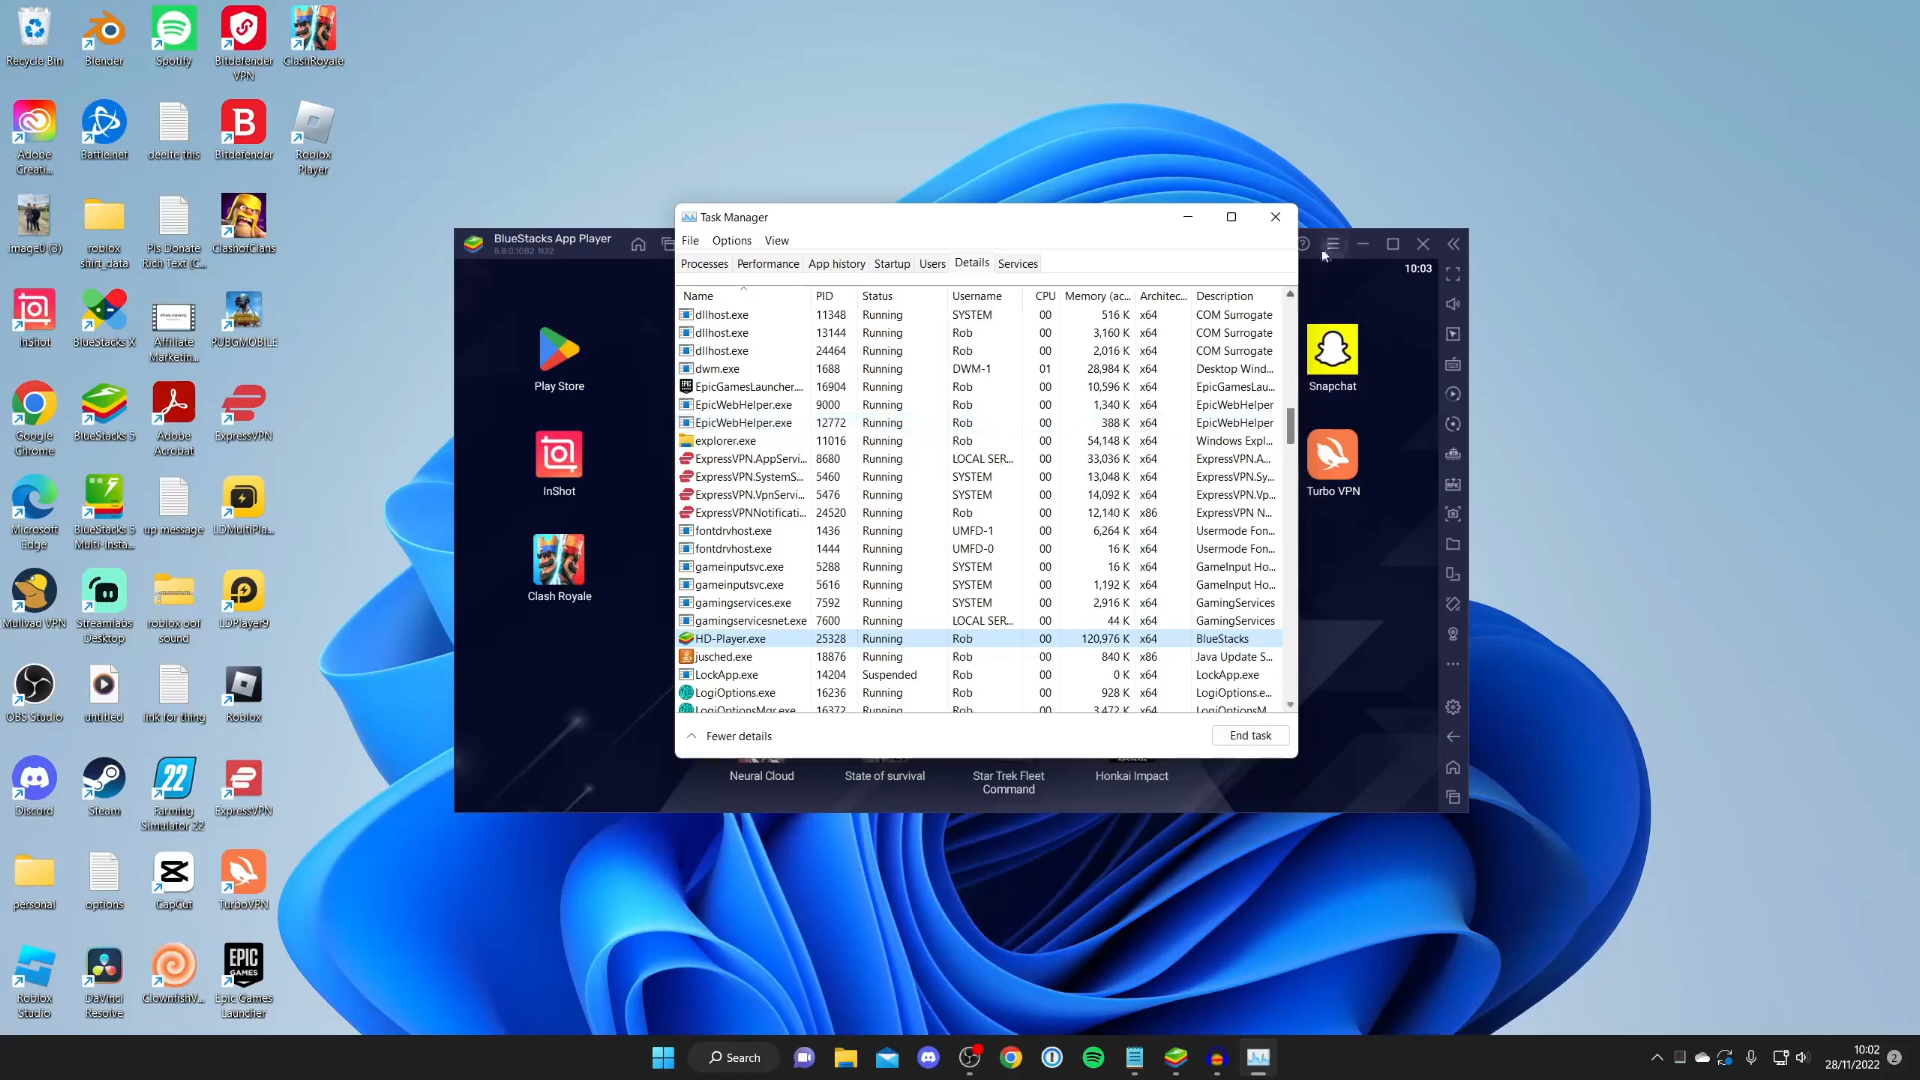 Recycle Bin
Blender
Spotify
Bitdefender
VPN
ClashRoyale
Adobe
Creati...
Battle.net
deelte this
Bitdefender
Roblox
Player
image0 (3)
roblox
shirt_data
Pls Donate
Rich Text (C...
ClashofClans
InShot
BlueStacks X
Affiliate
Marketin...
PUBGMOBILE
Google
Chrome
BlueStacks 5
Adobe
Acrobat
ExpressVPN
Microsoft
Edge
BlueStacks 5
Multi-Insta...
up message
LDMultiPla...
Mullvad VPN
Streamlabs
Desktop
roblox oof
sound
LDPlayer9
OBS Studio
untitled
link for thing
Roblox
Discord
Steam
Farming
Simulator 22
ExpressVPN
personal
options
CapCut
TurboVPN
Roblox
Studio
DaVinci
Resolve
ClownfishV...
Epic Games
Launcher
BlueStacks App Player
6.8.0.1082 N32
10:03
Play Store
InShot
Clash Royale
Snapchat
Turbo VPN
Neural Cloud
State of survival
Star Trek Fleet
Command
Honkai Impact
Task Manager
File Options View
Processes Performance App history Startup Users Details Services
Name PID Status Username CPU Memory (ac... Architec... Description
dllhost.exe 11348 Running SYSTEM 00 516 K x64 COM Surrogate
dllhost.exe 13144 Running Rob 00 3,160 K x64 COM Surrogate
dllhost.exe 24464 Running Rob 00 2,016 K x64 COM Surrogate
dwm.exe 1688 Running DWM-1 01 28,984 K x64 Desktop Wind...
EpicGamesLauncher.... 16904 Running Rob 00 10,596 K x64 EpicGamesLau...
EpicWebHelper.exe 9000 Running Rob 00 1,340 K x64 EpicWebHelper
EpicWebHelper.exe 12772 Running Rob 00 388 K x64 EpicWebHelper
explorer.exe 11016 Running Rob 00 54,148 K x64 Windows Expl...
ExpressVPN.AppServi... 8680 Running LOCAL SER... 00 33,036 K x64 ExpressVPN.A...
ExpressVPN.SystemS... 5460 Running SYSTEM 00 13,048 K x64 ExpressVPN.Sy...
ExpressVPN.VpnServi... 5476 Running SYSTEM 00 14,092 K x64 ExpressVPN.Vp...
ExpressVPNNotificati... 24520 Running Rob 00 12,140 K x86 ExpressVPN N...
fontdrvhost.exe 1436 Running UMFD-1 00 6,264 K x64 Usermode Fon...
fontdrvhost.exe 1444 Running UMFD-0 00 16 K x64 Usermode Fon...
gameinputsvc.exe 5288 Running SYSTEM 00 16 K x64 GameInput Ho...
gameinputsvc.exe 5616 Running SYSTEM 00 1,192 K x64 GameInput Ho...
gamingservices.exe 7592 Running SYSTEM 00 2,916 K x64 GamingServices
gamingservicesnet.exe 7600 Running LOCAL SER... 00 44 K x64 GamingServices
HD-Player.exe 25328 Running Rob 00 120,976 K x64 BlueStacks
jusched.exe 18876 Running Rob 00 840 K x86 Java Update S...
LockApp.exe 14204 Suspended Rob 00 0 K x64 LockApp.exe
LogiOptions.exe 16236 Running Rob 00 928 K x64 LogiOptions.e...
LogiOptionsMgr.exe 16372 Running Rob 00 3,472 K x64 LogiOptionsM...
Fewer details
End task
Search
10:02
28/11/2022
2